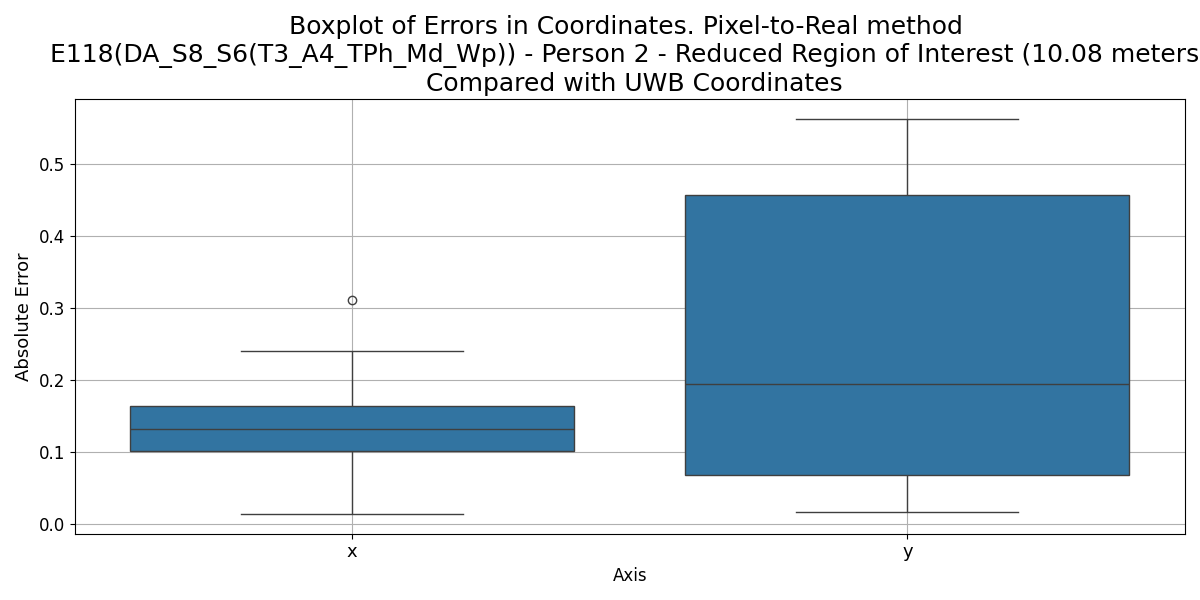 Boxplot of Errors in Coordinates. Pixel-to-Real method
E118(DA_S8_S6(T3_A4_TPh_Md_Wp)) - Person 2 - Reduced Region of Interest (10.08 meters
Compared with UWB Coordinates
0.5
0.4
0.3
0.2
0.1
0.0
Absolute Error
x
y
Axis